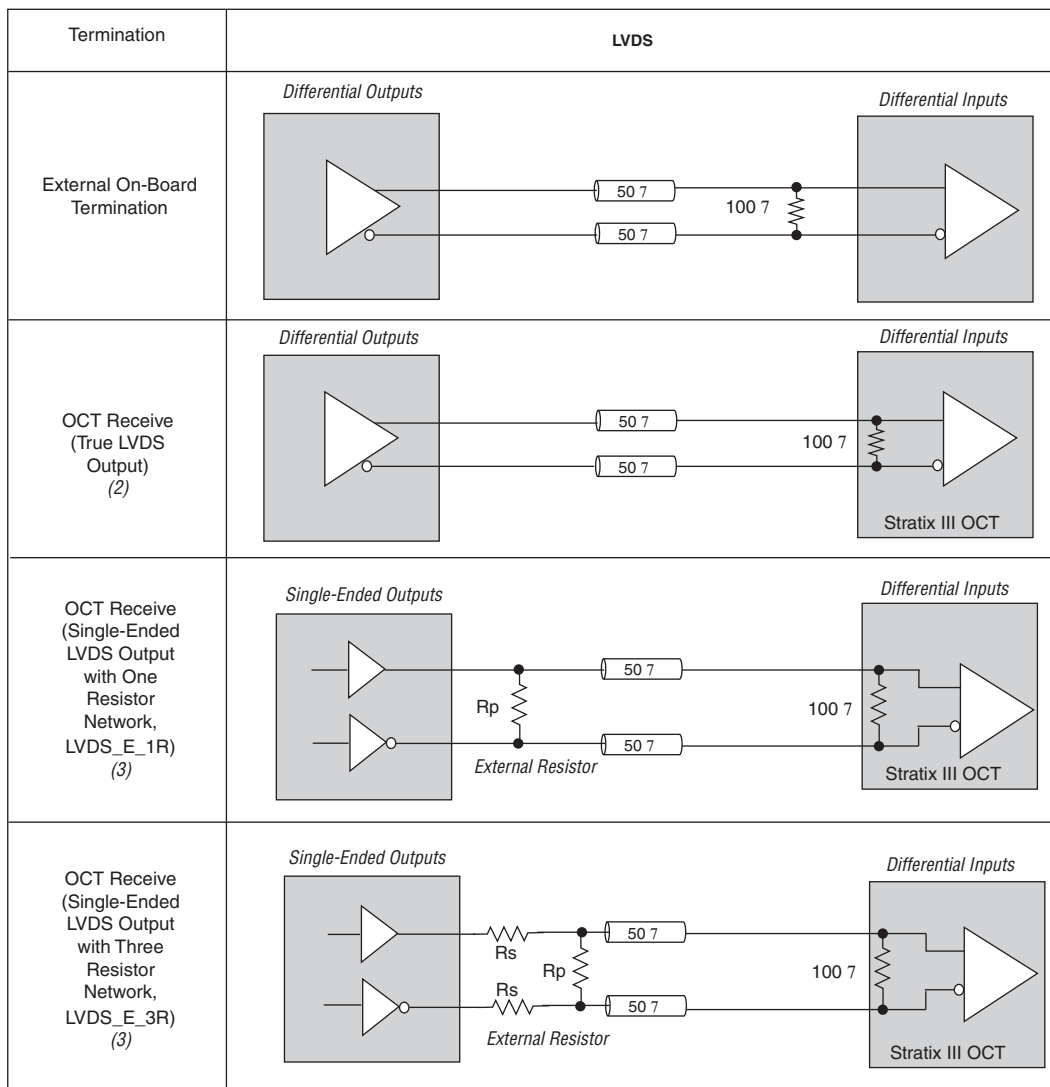 Termination
LVDS
External On-Board
Termination
Differential Outputs
Differential Inputs
50 7
50 7
100 7
OCT Receive
(True LVDS
Output)
(2)
Differential Outputs
Differential Inputs
50 7
50 7
100 7
Stratix III OCT
OCT Receive
(Single-Ended
LVDS Output
with One
Resistor
Network,
LVDS_E_1R)
(3)
Single-Ended Outputs
Differential Inputs
50 7
Rp
100 7
50 7
External Resistor
Stratix III OCT
OCT Receive
(Single-Ended
LVDS Output
with Three
Resistor
Network,
LVDS_E_3R)
(3)
Single-Ended Outputs
Differential Inputs
50 7
Rs
Rp
100 7
Rs
50 7
External Resistor
Stratix III OCT